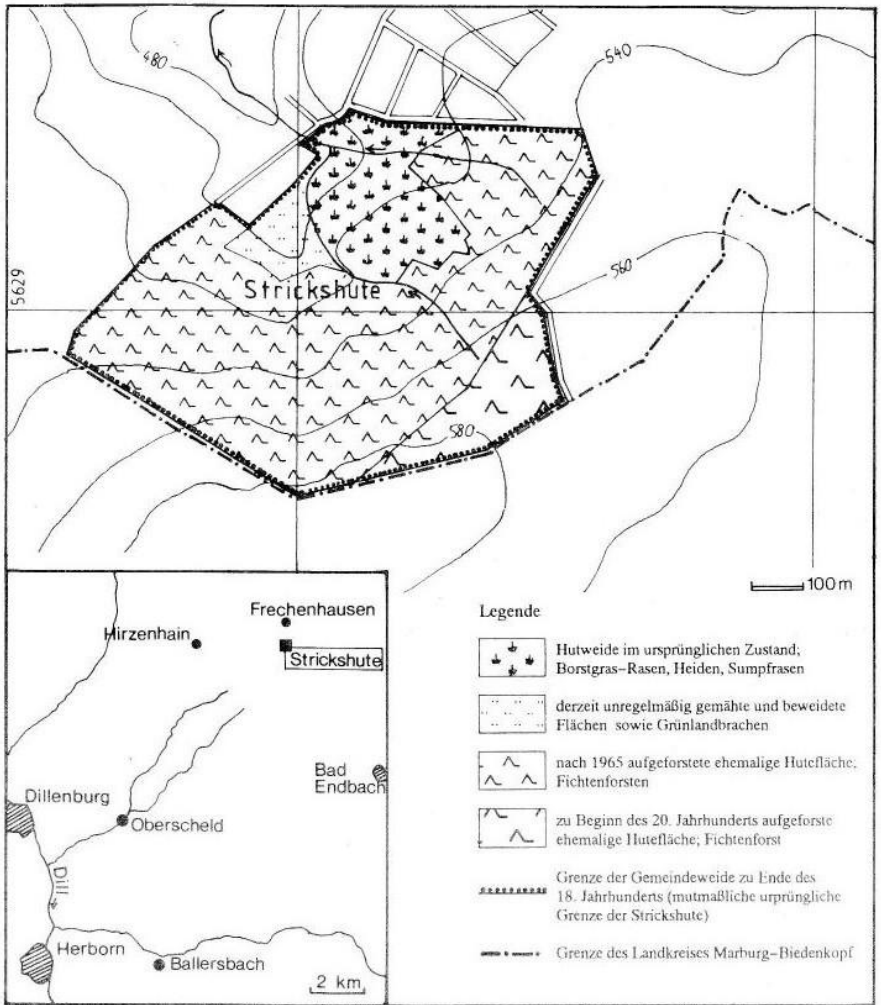 480
540
5629
Strickshute
560
580
100 m
Frechenhausen
Hirzenhain
Strickshute
Bad
Endbach
Dillenburg
Oberscheld
Dill
Herborn
Ballersbach
2 km
Legende
Hutweide im ursprünglichen Zustand;
Borstgras-Rasen, Heiden, Sumpfrasen
derzeit unregelmäßig gemähte und beweidete
Flächen sowie Grünlandbrachen
nach 1965 aufgeforstete ehemalige Hutefläche;
Fichtenforsten
zu Beginn des 20. Jahrhunderts aufgeforste
ehemalige Hutefläche; Fichtenforst
Grenze der Gemeindeweide zu Ende des
18. Jahrhunderts (mutmaßliche urprüngliche
Grenze der Strickshute)
Grenze des Landkreises Marburg-Biedenkopf